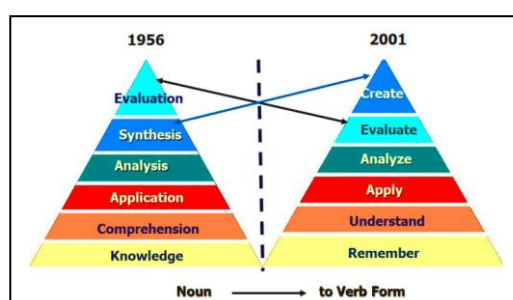 1956
2001
Evaluation
Synthesis
Analysis
Application
Comprehension
Knowledge
Create
Evaluate
Analyze
Apply
Understand
Remember
Noun to Verb Form